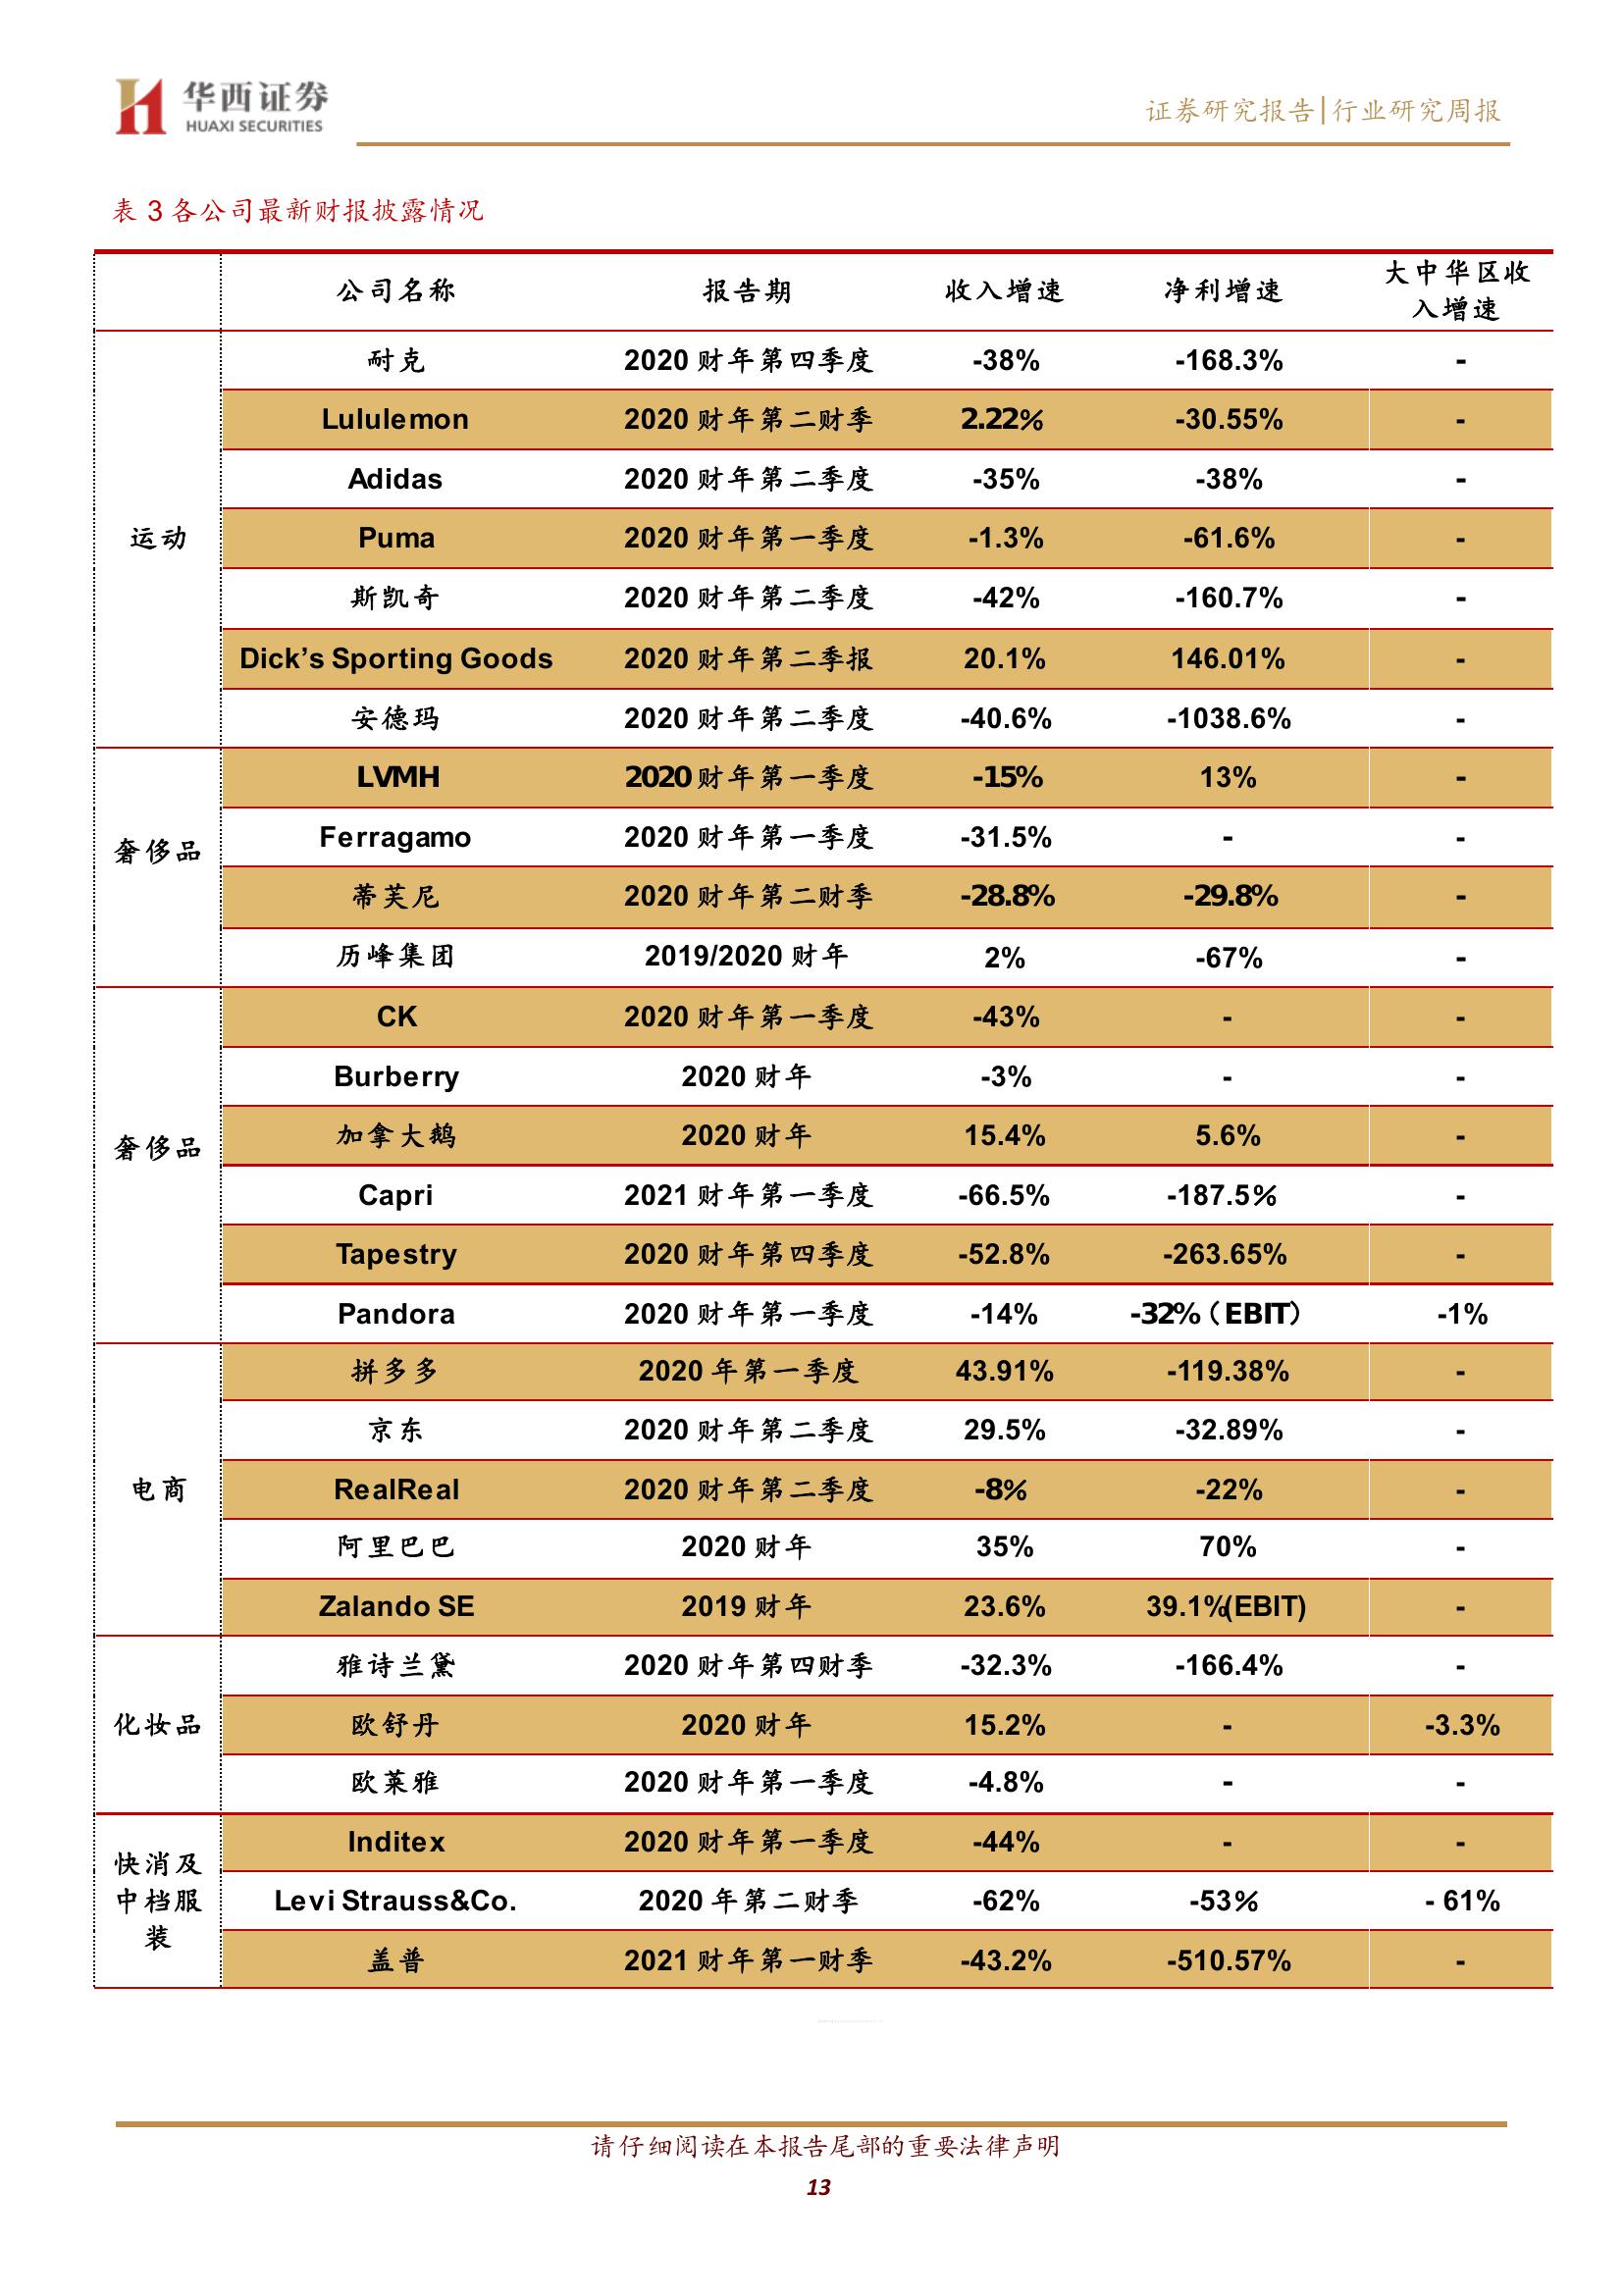 华西证券
HUAXI SECURITIES
证券研究报告|行业研究周报
表 3 各公司最新财报披露情况
公司名称 报告期 收入增速 净利增速 大中华区收
入增速
运动
耐克 2020 财年第四季度 -38% -168.3% -
Lululemon 2020 财年第二财季 2.22% -30.55% -
Adidas 2020 财年第二季度 -35% -38% -
Puma 2020 财年第一季度 -1.3% -61.6% -
斯凯奇 2020 财年第二季度 -42% -160.7% -
Dick’s Sporting Goods 2020 财年第二季报 20.1% 146.01% -
安德玛 2020 财年第二季度 -40.6% -1038.6% -
奢侈品
LVMH 2020 财年第一季度 -15% 13% -
Ferragamo 2020 财年第一季度 -31.5% - -
蒂芙尼 2020 财年第二财季 -28.8% -29.8% -
历峰集团 2019/2020 财年 2% -67% -
奢侈品
CK 2020 财年第一季度 -43% - -
Burberry 2020 财年 -3% - -
加拿大鹅 2020 财年 15.4% 5.6% -
Capri 2021 财年第一季度 -66.5% -187.5% -
Tapestry 2020 财年第四季度 -52.8% -263.65% -
Pandora 2020 财年第一季度 -14% -32%（EBIT） -1%
电商
拼多多 2020 年第一季度 43.91% -119.38% -
京东 2020 财年第二季度 29.5% -32.89% -
RealReal 2020 财年第二季度 -8% -22% -
阿里巴巴 2020 财年 35% 70% -
Zalando SE 2019 财年 23.6% 39.1%(EBIT) -
化妆品
雅诗兰黛 2020 财年第四财季 -32.3% -166.4% -
欧舒丹 2020 财年 15.2% - -3.3%
欧莱雅 2020 财年第一季度 -4.8% - -
快消及
中档服
装
Inditex 2020 财年第一季度 -44% - -
Levi Strauss&Co. 2020 年第二财季 -62% -53% - 61%
盖普 2021 财年第一财季 -43.2% -510.57% -
请仔细阅读在本报告尾部的重要法律声明
13